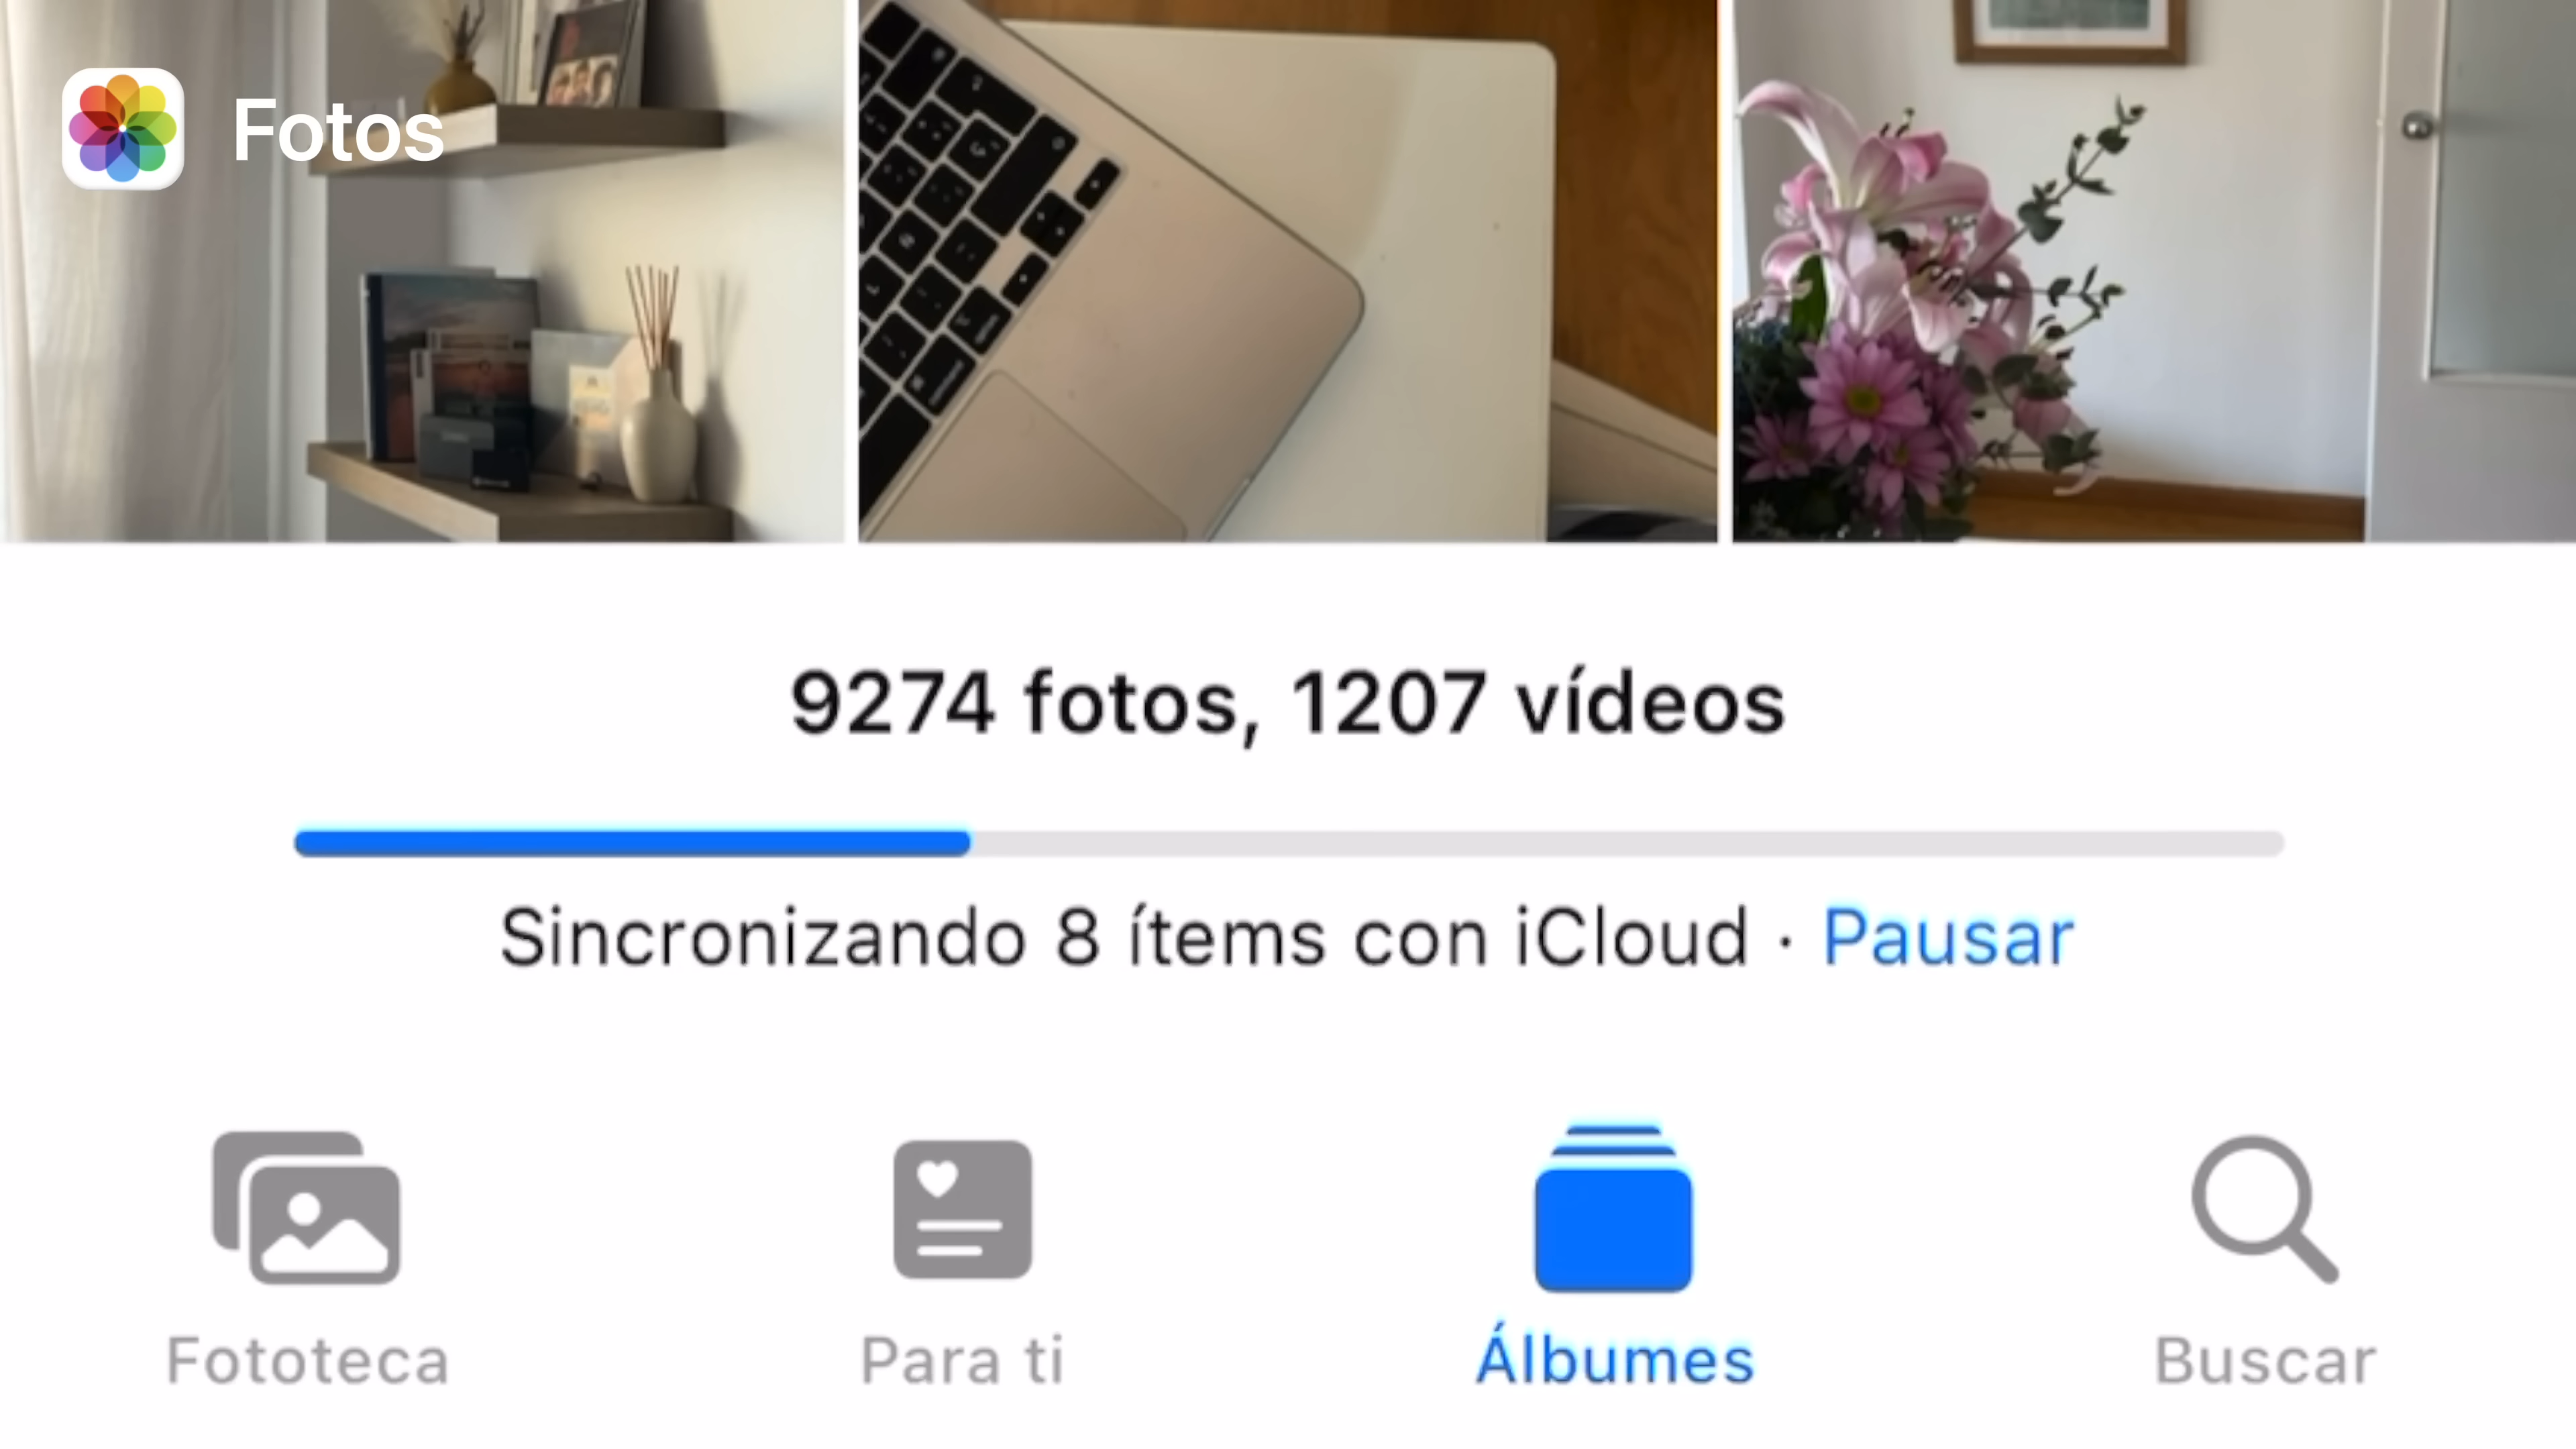 Fotos
9274 fotos, 1207 vídeos
Sincronizando 8 ítems con iCloud · Pausar
Fototeca
Para ti
Álbumes
Buscar